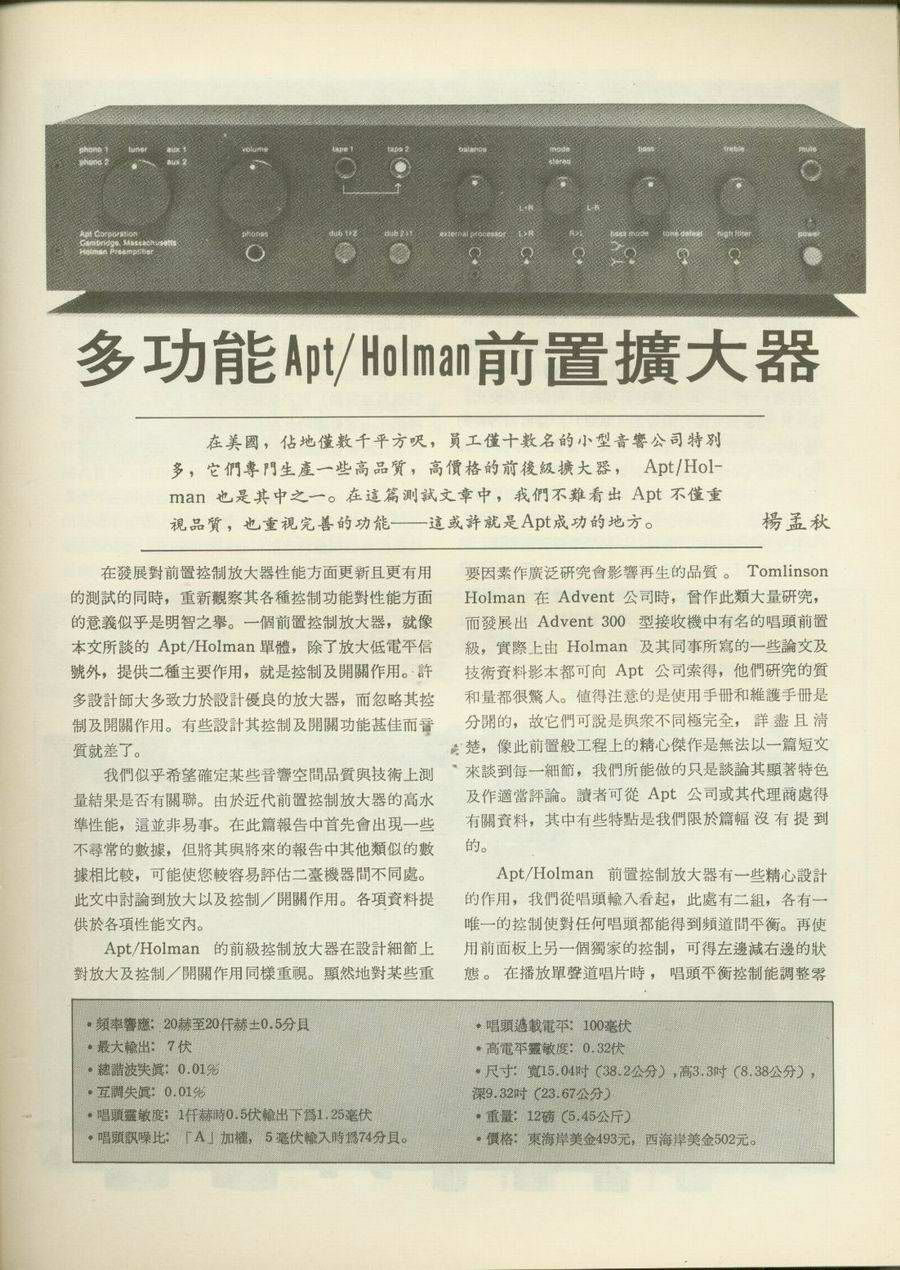 phono 1 tuner aux 1 volume tape 1 tape 2 balance mode bass treble mute
phono 2 aux 2 stereo
L+R L-R
Apt Corporation phones dub 1>2 dub 2>1 external processor L>R R>L bass mode tone defeat high filter power
Cambridge, Massachusetts
Holman Preamplifier
多功能Apt/Holman前置擴大器
在美國，佔地僅數千平方呎，員工僅十數名的小型音響公司特別
多，它們專門生產一些高品質，高價格的前後級擴大器， Apt/Hol-
man 也是其中之一。在這篇測試文章中，我們不難看出 Apt 不僅重
視品質，也重視完善的功能——這或許就是Apt成功的地方。 楊孟秋
在發展對前置控制放大器性能方面更新且更有用
的測試的同時，重新觀察其各種控制功能對性能方面
的意義似乎是明智之舉。一個前置控制放大器，就像
本文所談的 Apt/Holman 單體，除了放大低電平信
號外，提供二種主要作用，就是控制及開關作用。許
多設計師大多致力於設計優良的放大器，而忽略其控
制及開關作用。有些設計其控制及開關功能甚佳而音
質就差了。
我們似乎希望確定某些音響空間品質與技術上測
量結果是否有關聯。由於近代前置控制放大器的高水
準性能，這並非易事。在此篇報告中首先會出現一些
不尋常的數據，但將其與將來的報告中其他類似的數
據相比較，可能使您較容易評估二臺機器間不同處。
此文中討論到放大以及控制／開關作用。各項資料提
供於各項性能文內。
Apt/Holman 的前級控制放大器在設計細節上
對放大及控制／開關作用同樣重視。顯然地對某些重
要因素作廣泛研究會影響再生的品質 。 Tomlinson
Holman 在 Advent 公司時，曾作此類大量研究，
而發展出 Advent 300 型接收機中有名的唱頭前置
級，實際上由 Holman 及其同事所寫的一些論文及
技術資料影本都可向 Apt 公司索得，他們研究的質
和量都很驚人。值得注意的是使用手冊和維護手冊是
分開的，故它們可說是與衆不同極完全， 詳 盡 且 清
楚，像此前置般工程上的精心傑作是無法以一篇短文
來談到每一細節，我們所能做的只是談論其顯著特色
及作適當評論。讀者可從 Apt 公司或其代理商處得
有關資料，其中有些特點是我們限於篇幅 沒 有 提 到
的。
Apt/Holman 前置控制放大器有一些精心設計
的作用，我們從唱頭輸入看起，此處有二組，各有一
唯一的控制使對任何唱頭都能得到頻道間平衡。再使
用前面板上另一個獨家的控制，可得左邊減右邊的狀
態 。 在播放單聲道唱片時， 唱頭平衡控制能調整零
•頻率響應：20赫至20仟赫±0.5分貝
•最大輸出：7伏
•總諧波失眞：0.01%
•互調失眞：0.01%
•唱頭靈敏度：1仟赫時0.5伏輸出下爲1.25毫伏
•唱頭訊噪比：「A」加權，5毫伏輸入時爲74分貝。
•唱頭過載電平：100毫伏
•高電平靈敏度：0.32伏
•尺寸：寬15.04吋（38.2公分）,高3.3吋（8.38公分），
深9.32吋（23.67公分）
•重量：12磅（5.45公斤）
•價格：東海岸美金493元，西海岸美金502元。